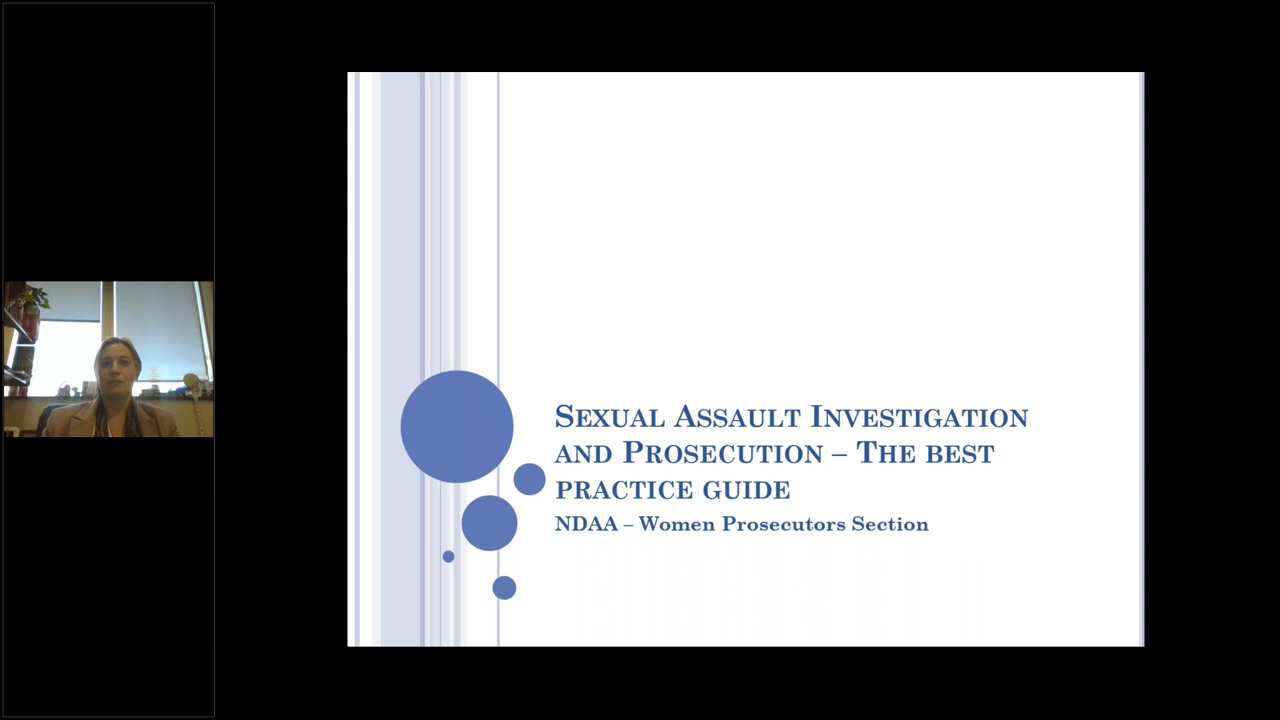 Sexual Assault Investigation
and Prosecution – The best
practice guide
NDAA – Women Prosecutors Section